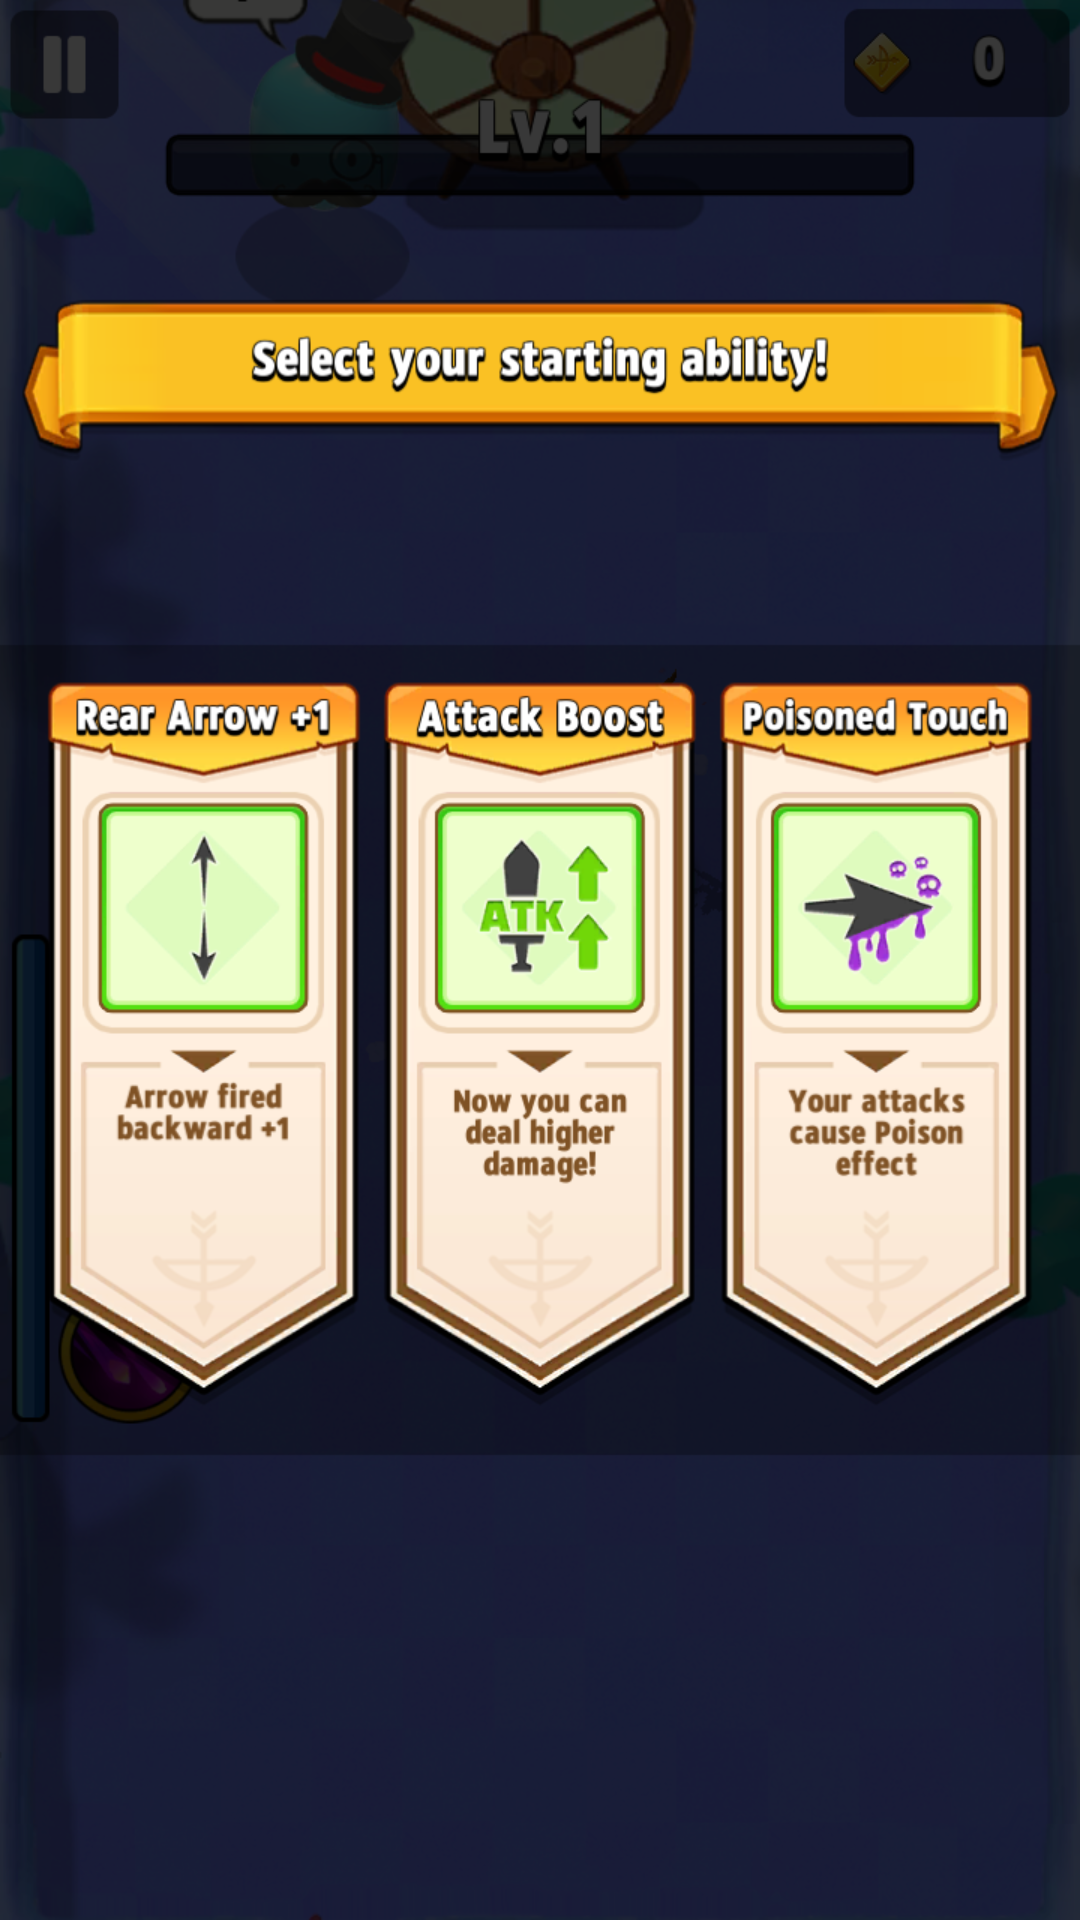 0
Lv.1
Select your starting ability!
Rear Arrow +1
Arrow fired
backward +1
Attack Boost
ATK
Now you can
deal higher
damage!
Poisoned Touch
Your attacks
cause Poison
effect